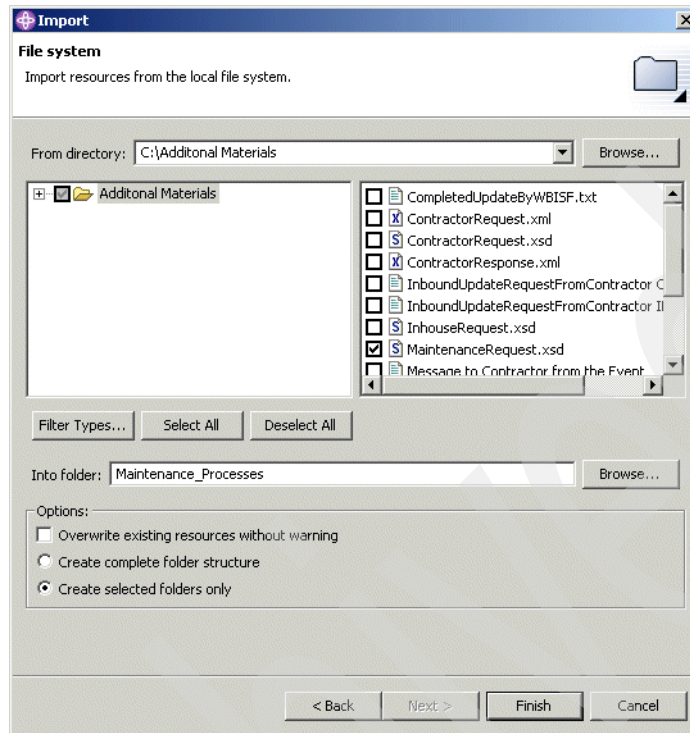 Import
File system
Import resources from the local file system.
From directory: C:\Additonal Materials Browse...
Additonal Materials
CompletedUpdateByWBISF.txt
ContractorRequest.xml
ContractorRequest.xsd
ContractorResponse.xml
InboundUpdateRequestFromContractor
InboundUpdateRequestFromContractor
InhouseRequest.xsd
MaintenanceRequest.xsd
Message to Contractor from the Event
Filter Types... Select All Deselect All
Into folder: Maintenance_Processes Browse...
Options:
Overwrite existing resources without warning
Create complete folder structure
Create selected folders only
< Back Next > Finish Cancel